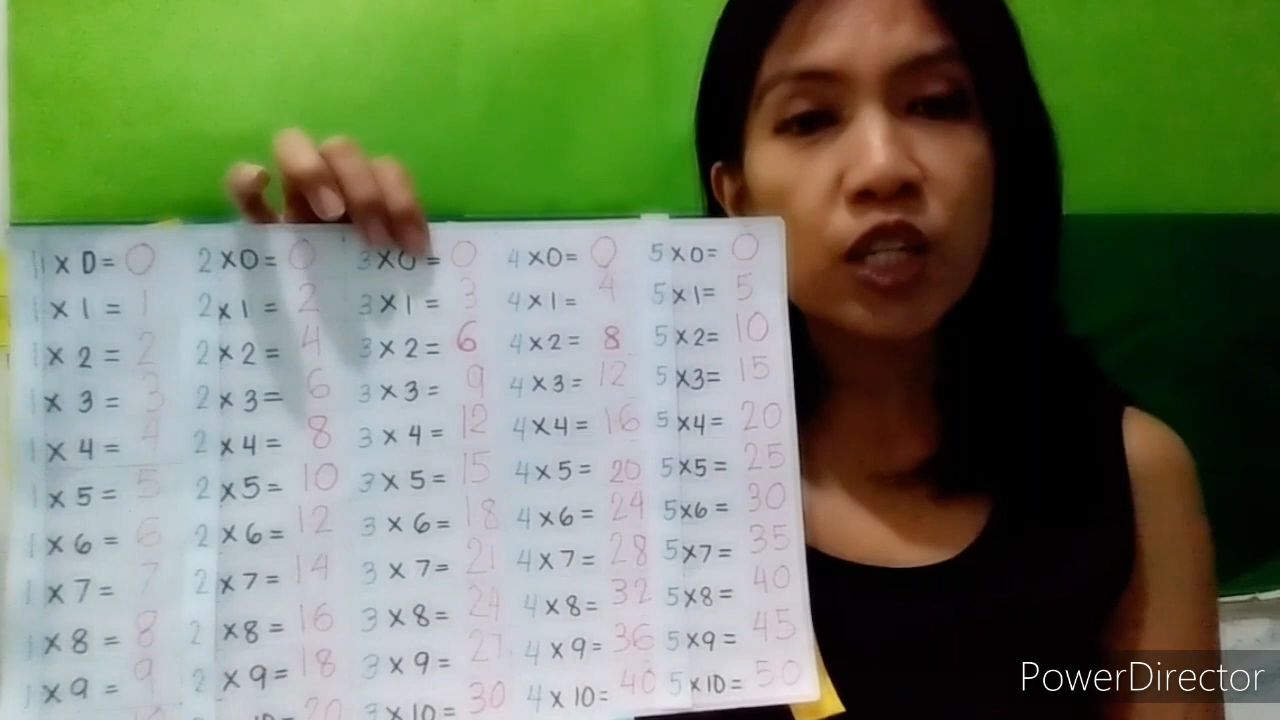 1 x 0 = 0 2 x 0 = 0 3 x 0 = 0 4 x 0 = 0 5 x 0 = 0
1 x 1 = 1 2 x 1 = 2 3 x 1 = 3 4 x 1 = 4 5 x 1 = 5
1 x 2 = 2 2 x 2 = 4 3 x 2 = 6 4 x 2 = 8 5 x 2 = 10
1 x 3 = 3 2 x 3 = 6 3 x 3 = 9 4 x 3 = 12 5 x 3 = 15
1 x 4 = 4 2 x 4 = 8 3 x 4 = 12 4 x 4 = 16 5 x 4 = 20
1 x 5 = 5 2 x 5 = 10 3 x 5 = 15 4 x 5 = 20 5 x 5 = 25
1 x 6 = 6 2 x 6 = 12 3 x 6 = 18 4 x 6 = 24 5 x 6 = 30
1 x 7 = 7 2 x 7 = 14 3 x 7 = 21 4 x 7 = 28 5 x 7 = 35
1 x 8 = 8 2 x 8 = 16 3 x 8 = 24 4 x 8 = 32 5 x 8 = 40
1 x 9 = 9 2 x 9 = 18 3 x 9 = 27 4 x 9 = 36 5 x 9 = 45
10 = 20 3 x 10 = 30 4 x 10 = 40 5 x 10 = 50
PowerDirector